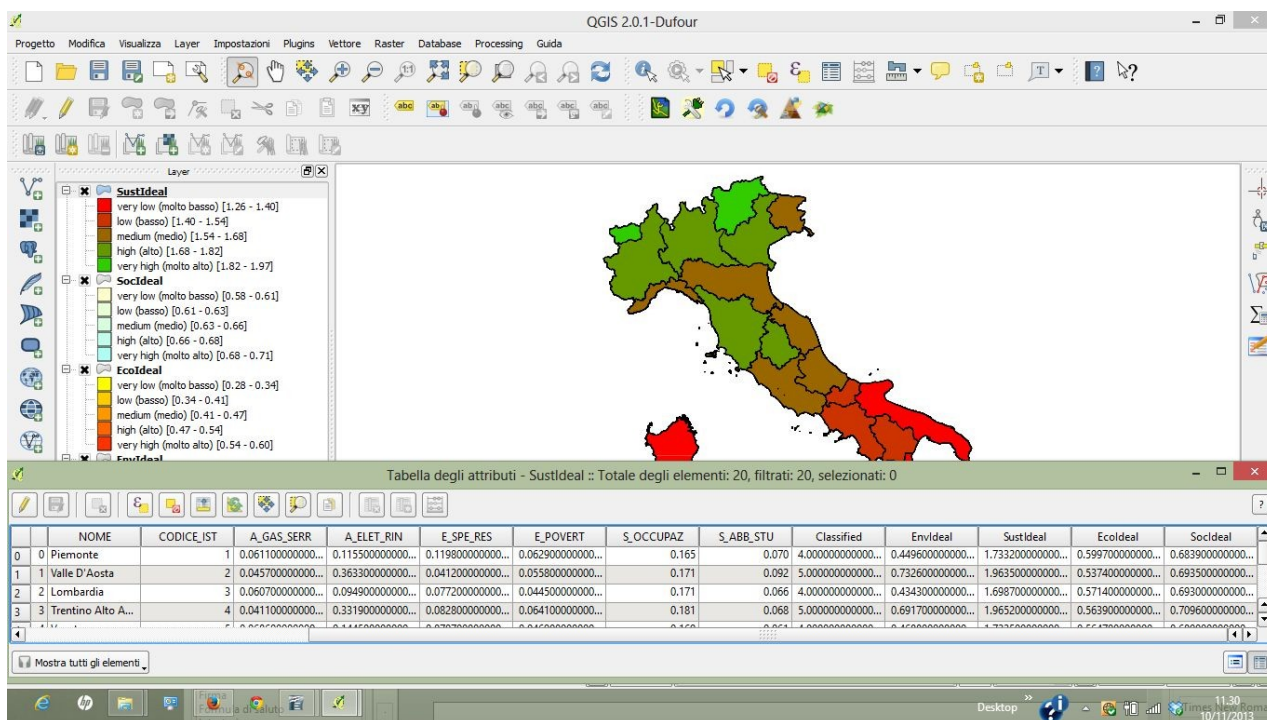 QGIS 2.0.1-Dufour
Progetto Modifica Visualizza Layer Impostazioni Plugins Vettore Raster Database Processing Guida
Layer
SustIdeal
very low (molto basso) [1.26 - 1.40]
low (basso) [1.40 - 1.54]
medium (medio) [1.54 - 1.68]
high (alto) [1.68 - 1.82]
very high (molto alto) [1.82 - 1.97]
SocIdeal
very low (molto basso) [0.58 - 0.61]
low (basso) [0.61 - 0.63]
medium (medio) [0.63 - 0.66]
high (alto) [0.66 - 0.68]
very high (molto alto) [0.68 - 0.71]
EcoIdeal
very low (molto basso) [0.28 - 0.34]
low (basso) [0.34 - 0.41]
medium (medio) [0.41 - 0.47]
high (alto) [0.47 - 0.54]
very high (molto alto) [0.54 - 0.60]
EnvIdeal
Tabella degli attributi - SustIdeal :: Totale degli elementi: 20, filtrati: 20, selezionati: 0
NOME CODICE_IST A_GAS_SERR A_ELET_RIN E_SPE_RES E_POVERT S_OCCUPAZ S_ABB_STU Classified EnvIdeal SustIdeal EcoIdeal SocIdeal
0 0 Piemonte 1 0.061100000000... 0.115500000000... 0.119800000000... 0.062900000000... 0.165 0.070 4.000000000000... 0.449600000000... 1.733200000000... 0.599700000000... 0.683900000000...
1 1 Valle D'Aosta 2 0.045700000000... 0.363300000000... 0.041200000000... 0.055800000000... 0.171 0.092 5.000000000000... 0.732600000000... 1.963500000000... 0.537400000000... 0.693500000000...
2 2 Lombardia 3 0.060700000000... 0.094900000000... 0.077200000000... 0.044500000000... 0.171 0.066 4.000000000000... 0.434300000000... 1.698700000000... 0.571400000000... 0.693000000000...
3 3 Trentino Alto A... 4 0.041100000000... 0.331900000000... 0.082800000000... 0.064100000000... 0.181 0.068 5.000000000000... 0.691700000000... 1.965200000000... 0.563900000000... 0.709600000000...
Mostra tutti gli elementi
Desktop
11.30
10/11/2013